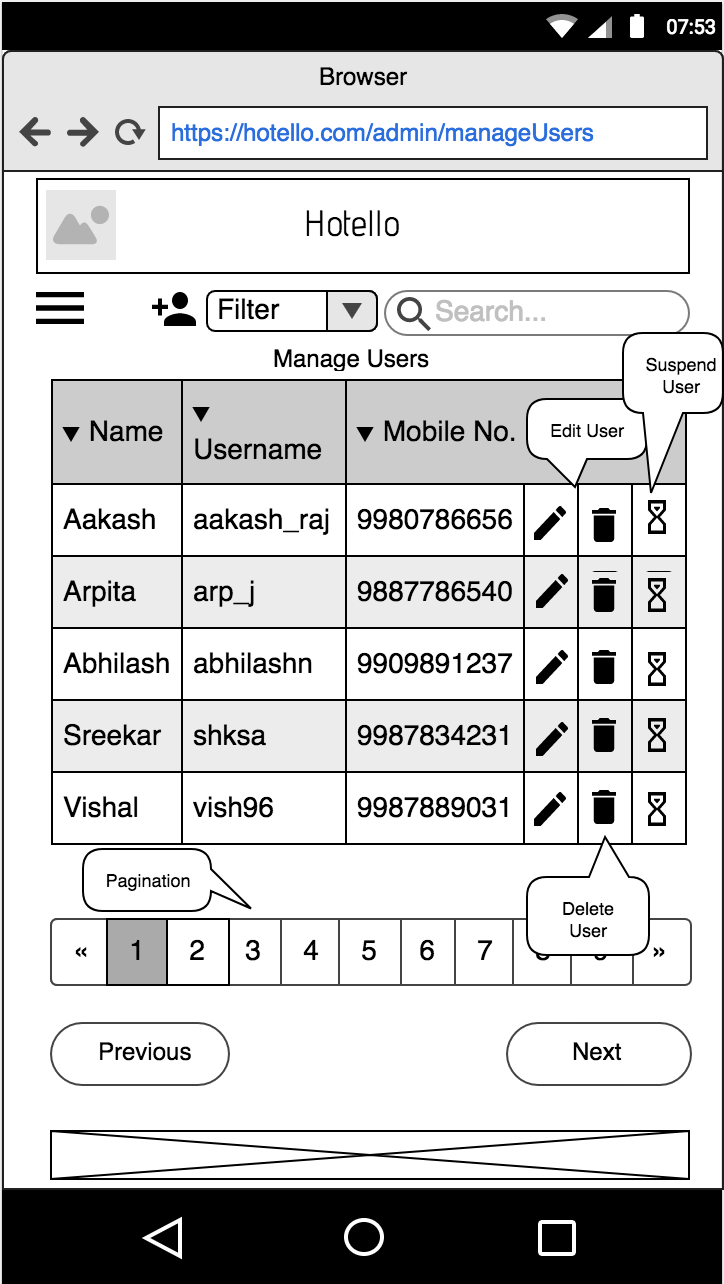 07:53
Browser
https://hotello.com/admin/manageUsers
Hotello
Filter
Search...
Manage Users
Suspend
User
Edit User
Name
Username
Mobile No.
Aakash aakash_raj 9980786656
Arpita arp_j 9887786540
Abhilash abhilashn 9909891237
Sreekar shksa 9987834231
Vishal vish96 9987889031
Pagination
Delete
User
« 1 2 3 4 5 6 7 »
Previous
Next